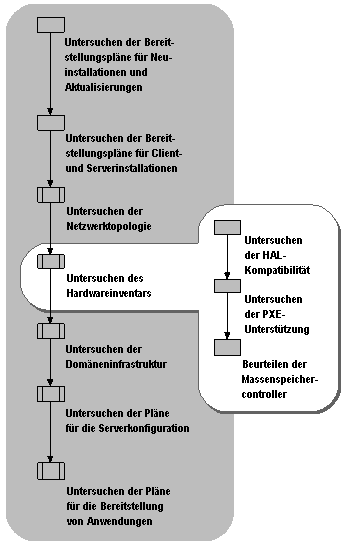 Untersuchen der Bereit-
stellungspläne für Neu-
installationen und
Aktualisierungen
Untersuchen der Bereit-
stellungspläne für Client-
und Serverinstallationen
Untersuchen der
Netzwerktopologie
Untersuchen des
Hardwareinventars
Untersuchen der
Domäneninfrastruktur
Untersuchen der Pläne
für die Serverkonfiguration
Untersuchen der Pläne
für die Bereitstellung
von Anwendungen
Untersuchen
der HAL-
Kompatibilität
Untersuchen
der PXE-
Unterstützung
Beurteilen der
Massenspeicher-
controller